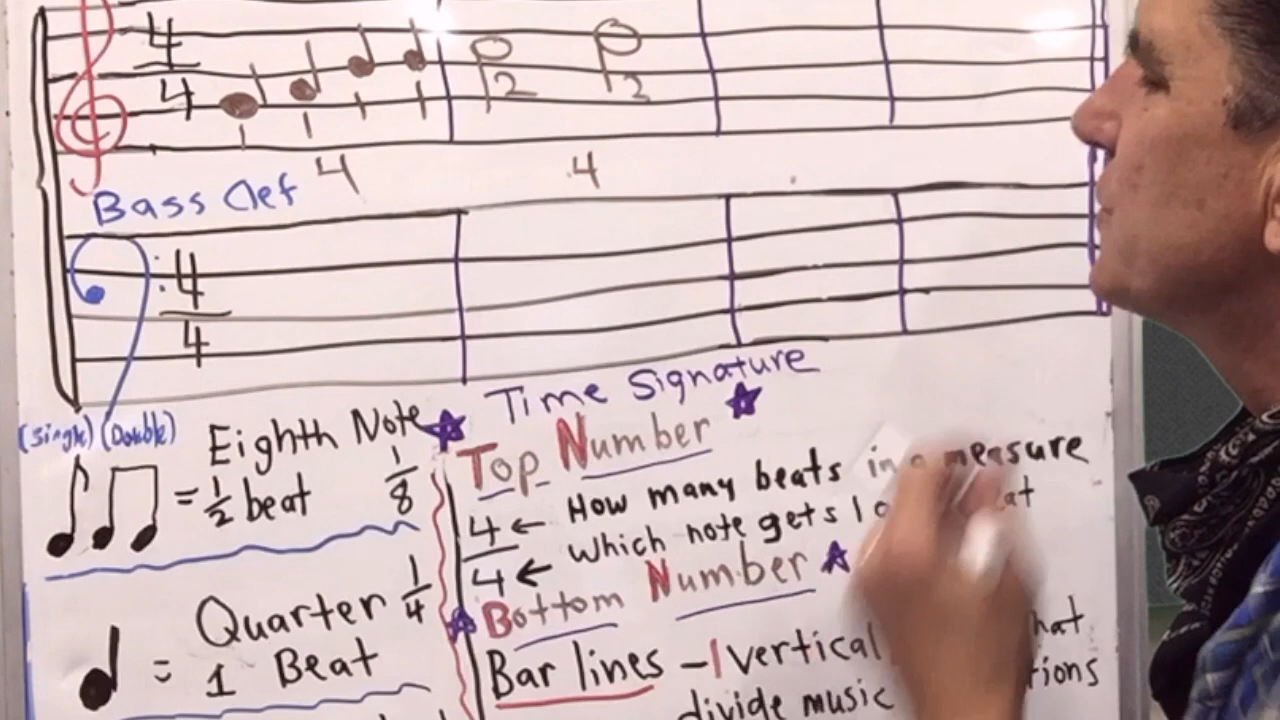 4
4
1 1 1 1 2 2
4 4
Bass Clef
4
4
(Single) (Double)
Eighth Note
= 1/2 beat 1/8
Quarter 1/4
= 1 Beat
Time Signature
Top Number
4 ← How many beats in a measure
4 ← which note gets
Bottom Number
Bar lines - 1 vertical
divide music